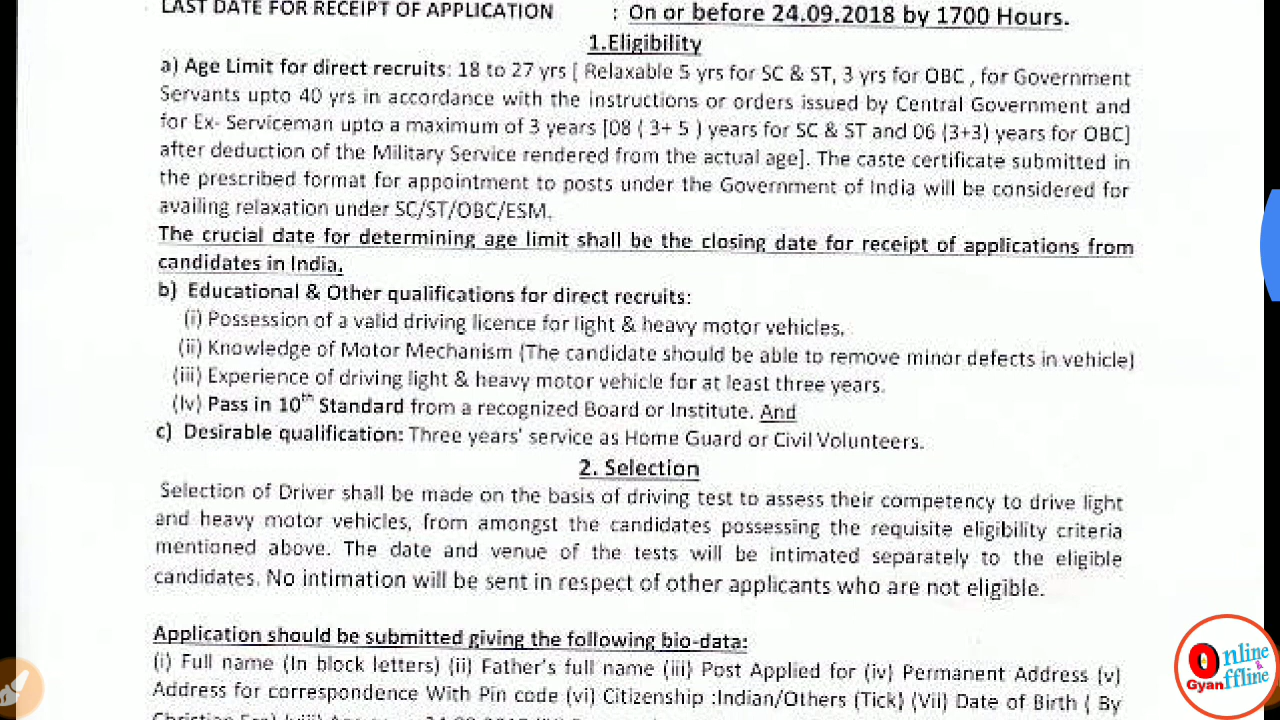 LAST DATE FOR RECEIPT OF APPLICATION : On or before 24.09.2018 by 1700 Hours.
1.Eligibility
a) Age Limit for direct recruits: 18 to 27 yrs [ Relaxable 5 yrs for SC & ST, 3 yrs for OBC , for Government
Servants upto 40 yrs in accordance with the instructions or orders issued by Central Government and
for Ex- Serviceman upto a maximum of 3 years [08 ( 3+ 5 ) years for SC & ST and 06 (3+3) years for OBC]
after deduction of the Military Service rendered from the actual age]. The caste certificate submitted in
the prescribed format for appointment to posts under the Government of India will be considered for
availing relaxation under SC/ST/OBC/ESM.
The crucial date for determining age limit shall be the closing date for receipt of applications from
candidates in India.
b) Educational & Other qualifications for direct recruits:
(i) Possession of a valid driving licence for light & heavy motor vehicles.
(ii) Knowledge of Motor Mechanism (The candidate should be able to remove minor defects in vehicle)
(iii) Experience of driving light & heavy motor vehicle for at least three years.
(Iv) Pass in 10th Standard from a recognized Board or Institute. And
c) Desirable qualification: Three years' service as Home Guard or Civil Volunteers.
2. Selection
Selection of Driver shall be made on the basis of driving test to assess their competency to drive light
and heavy motor vehicles, from amongst the candidates possessing the requisite eligibility criteria
mentioned above. The date and venue of the tests will be intimated separately to the eligible
candidates. No intimation will be sent in respect of other applicants who are not eligible.
Application should be submitted giving the following bio-data:
(i) Full name (In block letters) (ii) Father's full name (iii) Post Applied for (iv) Permanent Address (v)
Address for correspondence With Pin code (vi) Citizenship :Indian/Others (Tick) (Vii) Date of Birth ( By
Online
&
Gyan Offline